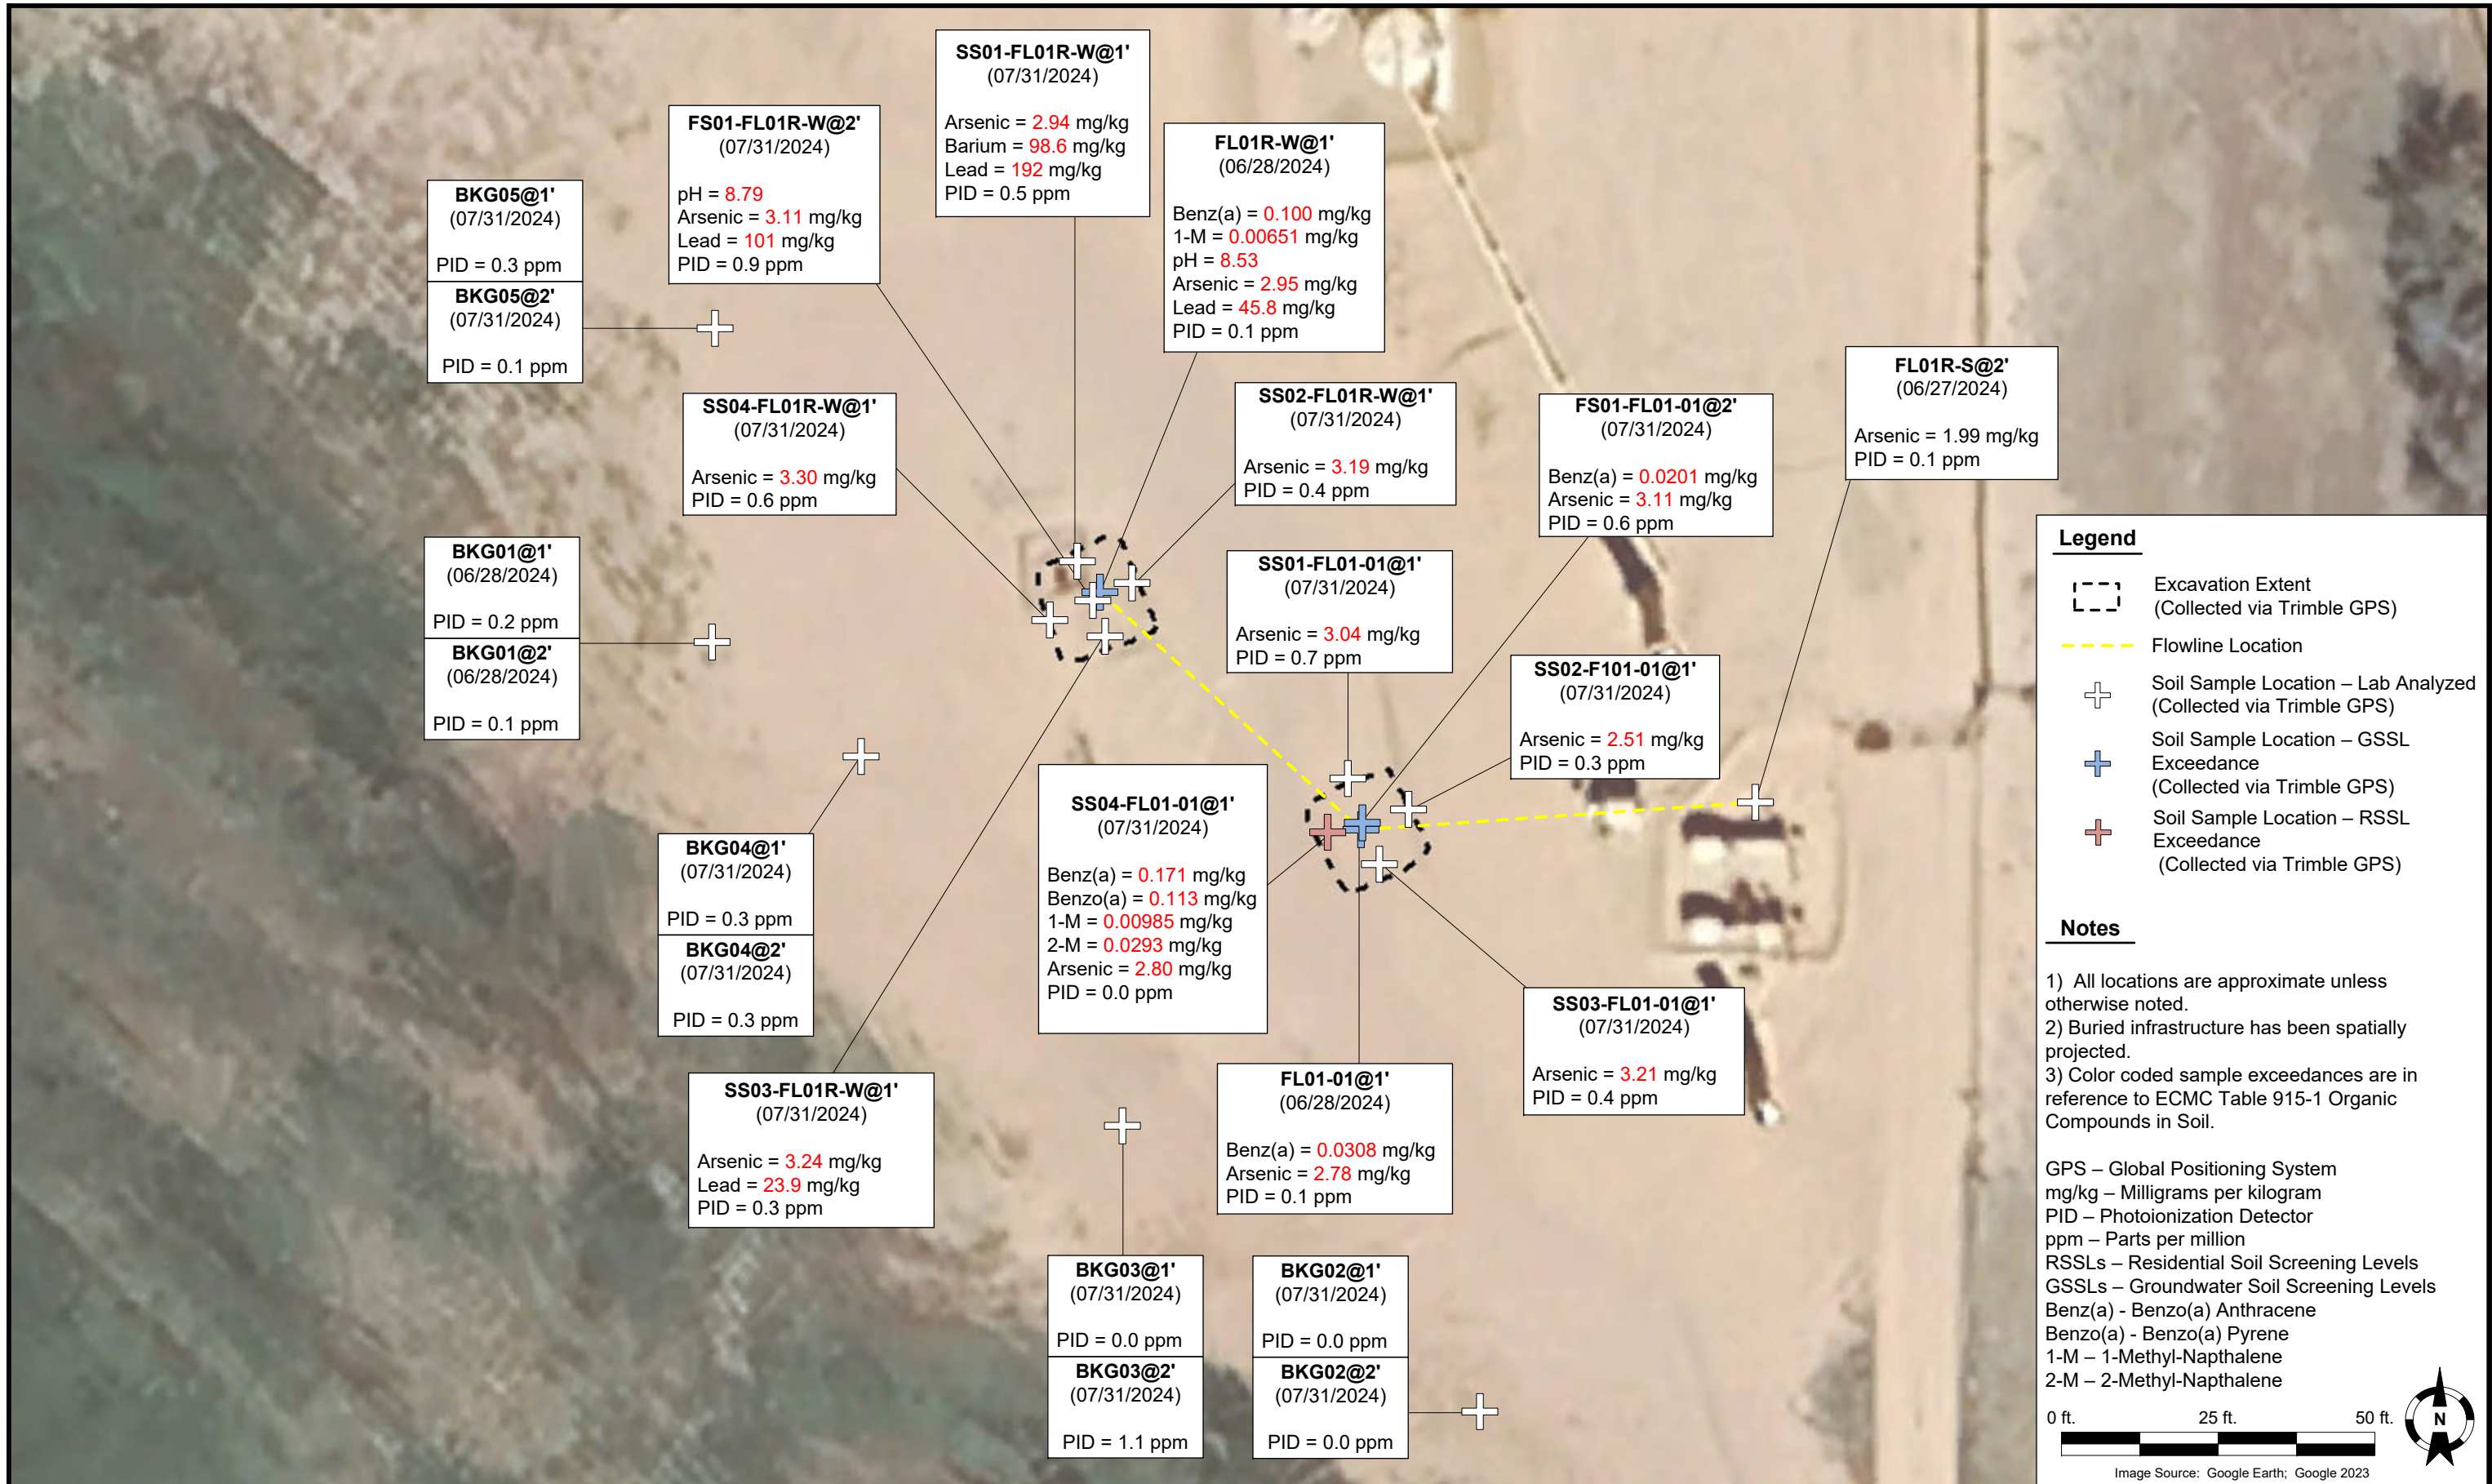 SS01-FL01R-W@1'
(07/31/2024)
Arsenic = 2.94 mg/kg
Barium = 98.6 mg/kg
Lead = 192 mg/kg
PID = 0.5 ppm
FS01-FL01R-W@2'
(07/31/2024)
pH = 8.79
Arsenic = 3.11 mg/kg
Lead = 101 mg/kg
PID = 0.9 ppm
FL01R-W@1'
(06/28/2024)
Benz(a) = 0.100 mg/kg
1-M = 0.00651 mg/kg
pH = 8.53
Arsenic = 2.95 mg/kg
Lead = 45.8 mg/kg
PID = 0.1 ppm
BKG05@1'
(07/31/2024)
PID = 0.3 ppm
BKG05@2'
(07/31/2024)
PID = 0.1 ppm
FL01R-S@2'
(06/27/2024)
Arsenic = 1.99 mg/kg
PID = 0.1 ppm
SS04-FL01R-W@1'
(07/31/2024)
Arsenic = 3.30 mg/kg
PID = 0.6 ppm
SS02-FL01R-W@1'
(07/31/2024)
Arsenic = 3.19 mg/kg
PID = 0.4 ppm
FS01-FL01-01@2'
(07/31/2024)
Benz(a) = 0.0201 mg/kg
Arsenic = 3.11 mg/kg
PID = 0.6 ppm
BKG01@1'
(06/28/2024)
PID = 0.2 ppm
BKG01@2'
(06/28/2024)
PID = 0.1 ppm
SS01-FL01-01@1'
(07/31/2024)
Arsenic = 3.04 mg/kg
PID = 0.7 ppm
SS02-F101-01@1'
(07/31/2024)
Arsenic = 2.51 mg/kg
PID = 0.3 ppm
SS04-FL01-01@1'
(07/31/2024)
Benz(a) = 0.171 mg/kg
Benzo(a) = 0.113 mg/kg
1-M = 0.00985 mg/kg
2-M = 0.0293 mg/kg
Arsenic = 2.80 mg/kg
PID = 0.0 ppm
BKG04@1'
(07/31/2024)
PID = 0.3 ppm
BKG04@2'
(07/31/2024)
PID = 0.3 ppm
SS03-FL01-01@1'
(07/31/2024)
Arsenic = 3.21 mg/kg
PID = 0.4 ppm
SS03-FL01R-W@1'
(07/31/2024)
Arsenic = 3.24 mg/kg
Lead = 23.9 mg/kg
PID = 0.3 ppm
FL01-01@1'
(06/28/2024)
Benz(a) = 0.0308 mg/kg
Arsenic = 2.78 mg/kg
PID = 0.1 ppm
BKG03@1'
(07/31/2024)
PID = 0.0 ppm
BKG03@2'
(07/31/2024)
PID = 1.1 ppm
BKG02@1'
(07/31/2024)
PID = 0.0 ppm
BKG02@2'
(07/31/2024)
PID = 0.0 ppm
Legend
Excavation Extent
(Collected via Trimble GPS)
Flowline Location
Soil Sample Location – Lab Analyzed
(Collected via Trimble GPS)
Soil Sample Location – GSSL
Exceedance
(Collected via Trimble GPS)
Soil Sample Location – RSSL
Exceedance
(Collected via Trimble GPS)
Notes
1) All locations are approximate unless
otherwise noted.
2) Buried infrastructure has been spatially
projected.
3) Color coded sample exceedances are in
reference to ECMC Table 915-1 Organic
Compounds in Soil.
GPS – Global Positioning System
mg/kg – Milligrams per kilogram
PID – Photoionization Detector
ppm – Parts per million
RSSLs – Residential Soil Screening Levels
GSSLs – Groundwater Soil Screening Levels
Benz(a) - Benzo(a) Anthracene
Benzo(a) - Benzo(a) Pyrene
1-M – 1-Methyl-Napthalene
2-M – 2-Methyl-Napthalene
0 ft. 25 ft. 50 ft.
N
Image Source: Google Earth; Google 2023